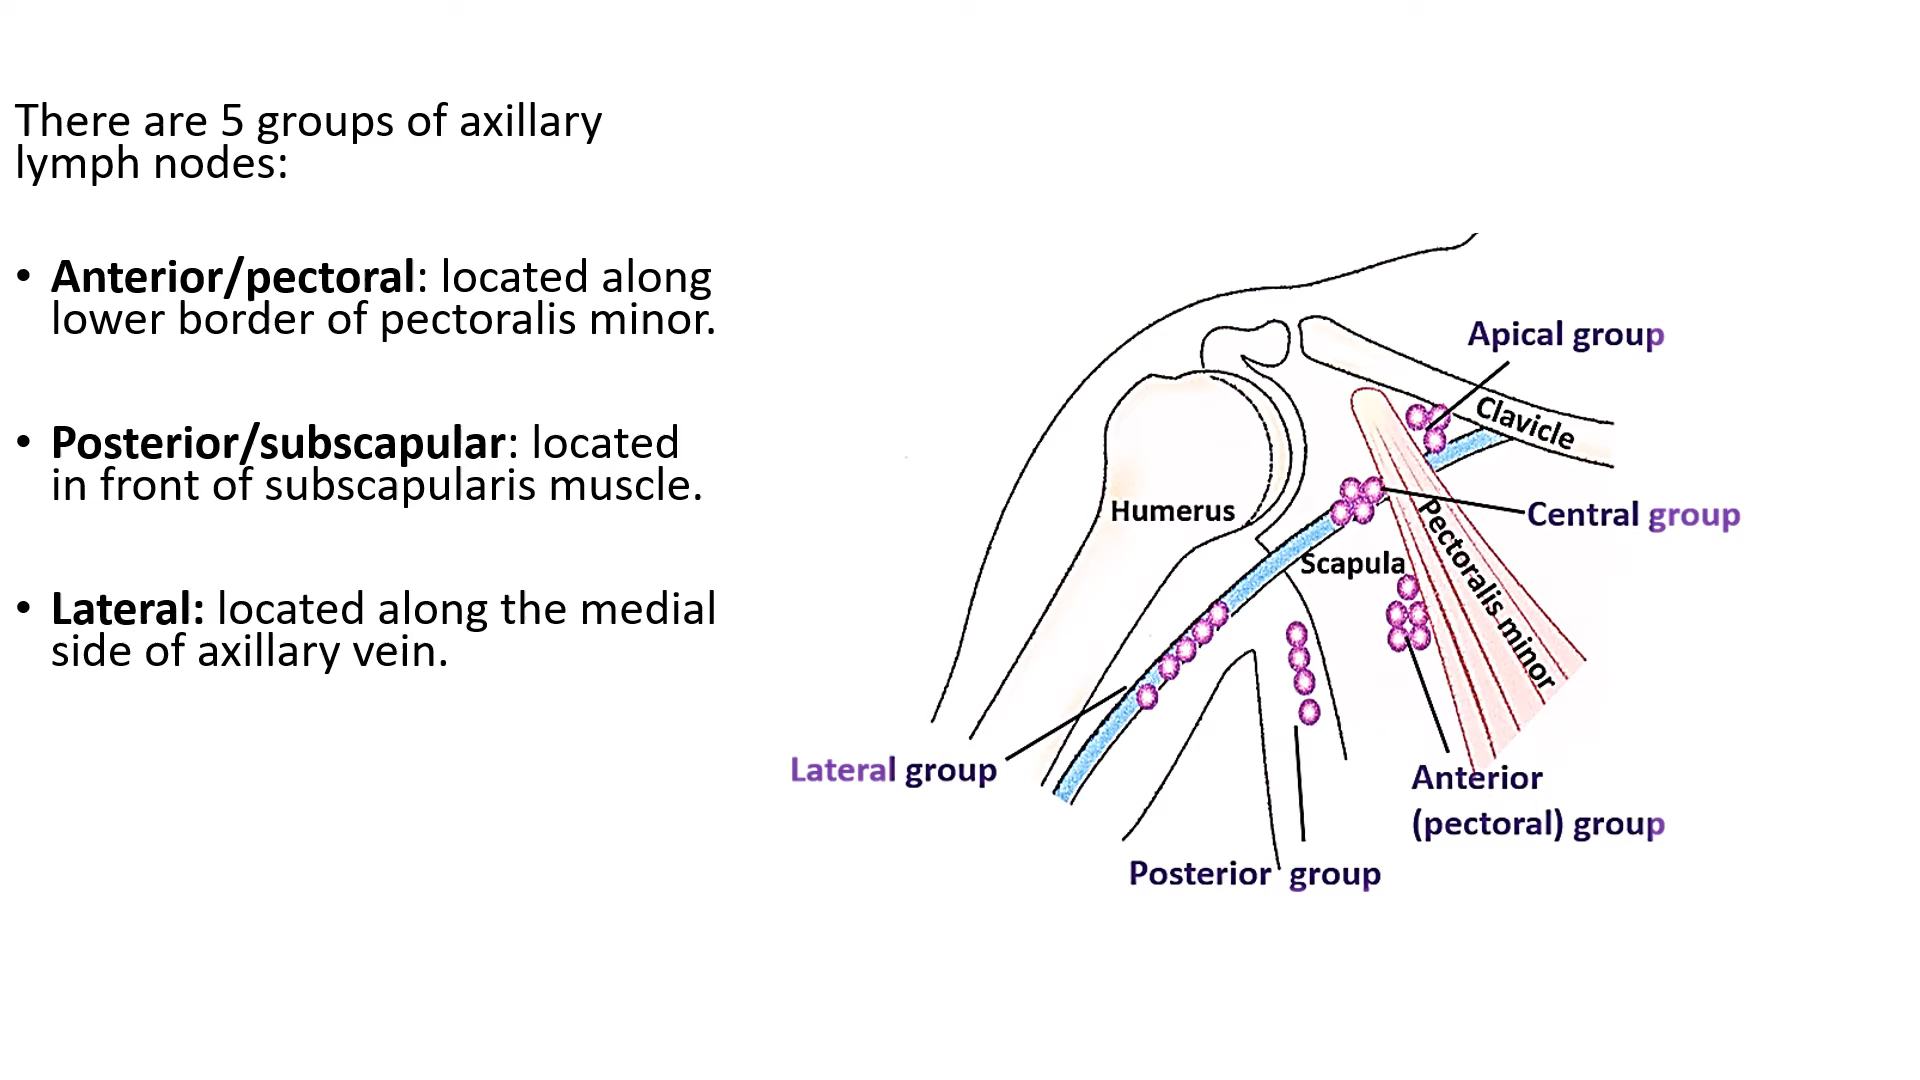 There are 5 groups of axillary
lymph nodes:
• Anterior/pectoral: located along
lower border of pectoralis minor.
• Posterior/subscapular: located
in front of subscapularis muscle.
• Lateral: located along the medial
side of axillary vein.
Apical group
Clavicle
Humerus
Central group
Scapula
Pectoralis minor
Lateral group
Anterior
(pectoral) group
Posterior group